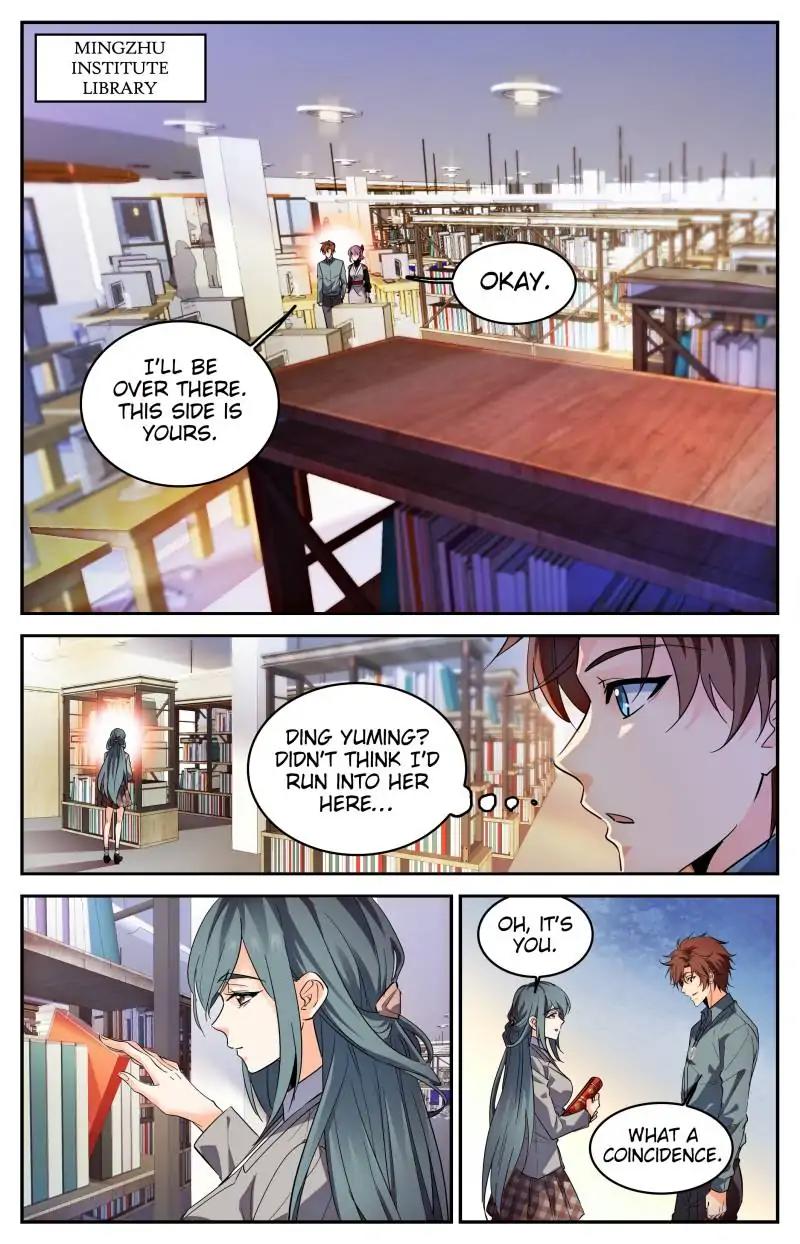 MINGZHU
INSTITUTE
LIBRARY
OKAY.
I'LL BE
OVER THERE.
THIS SIDE IS
YOURS.
DING YUMING?
DIDN'T THINK I'D
RUN INTO HER
HERE...
OH, IT'S
YOU.
WHAT A
COINCIDENCE.